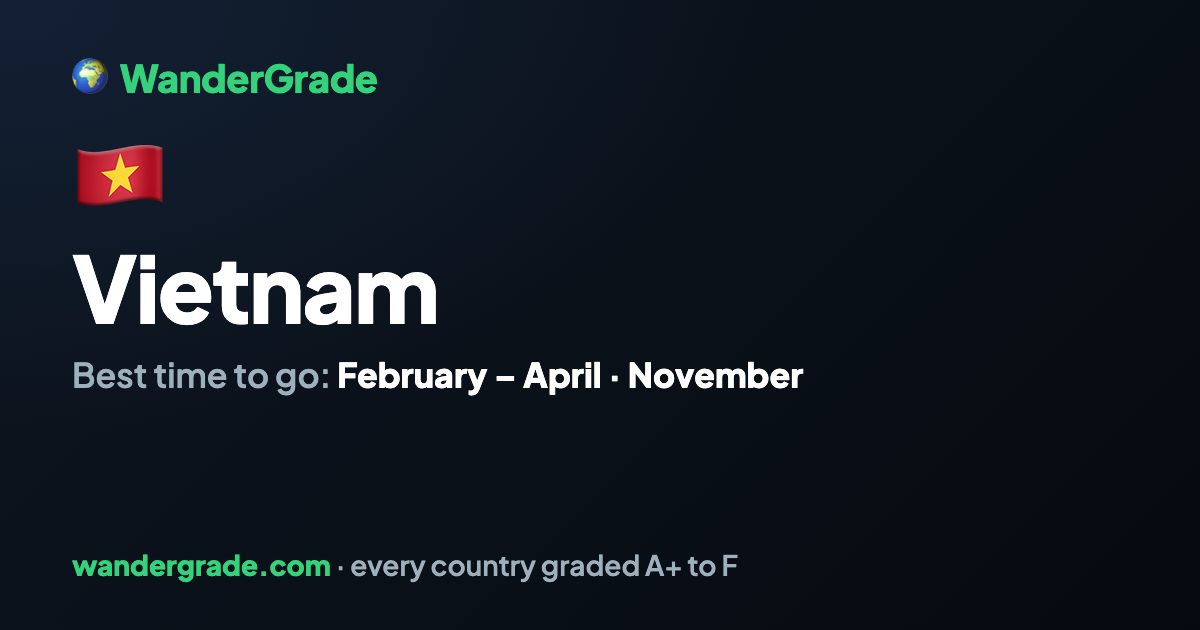 WanderGrade
Vietnam
Best time to go: February – April · November
wandergrade.com · every country graded A+ to F